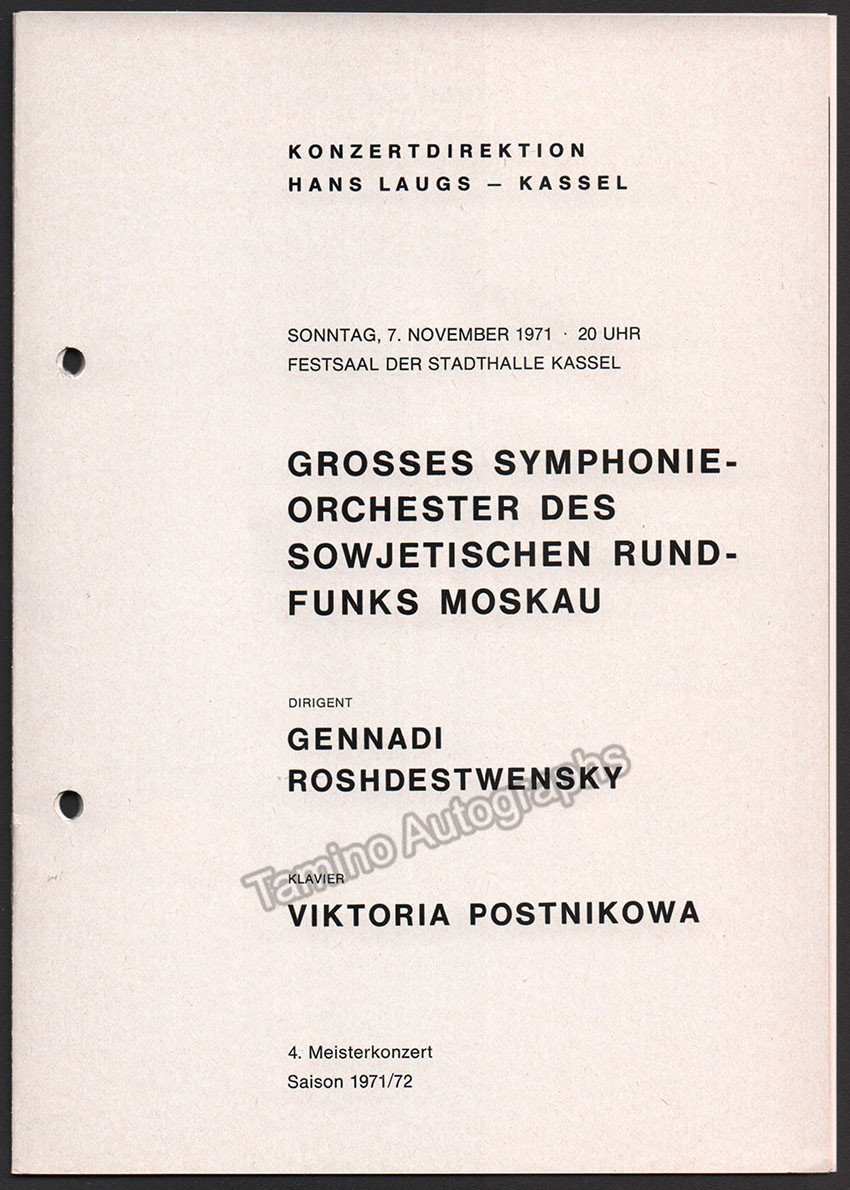 KONZERTDIREKTION
HANS LAUGS – KASSEL
SONNTAG, 7. NOVEMBER 1971 · 20 UHR
FESTSAAL DER STADTHALLE KASSEL
GROSSES SYMPHONIE-
ORCHESTER DES
SOWJETISCHEN RUND-
FUNKS MOSKAU
DIRIGENT
GENNADI
ROSHDESTWENSKY
Tamino Autographs
KLAVIER
VIKTORIA POSTNIKOWA
4. Meisterkonzert
Saison 1971/72